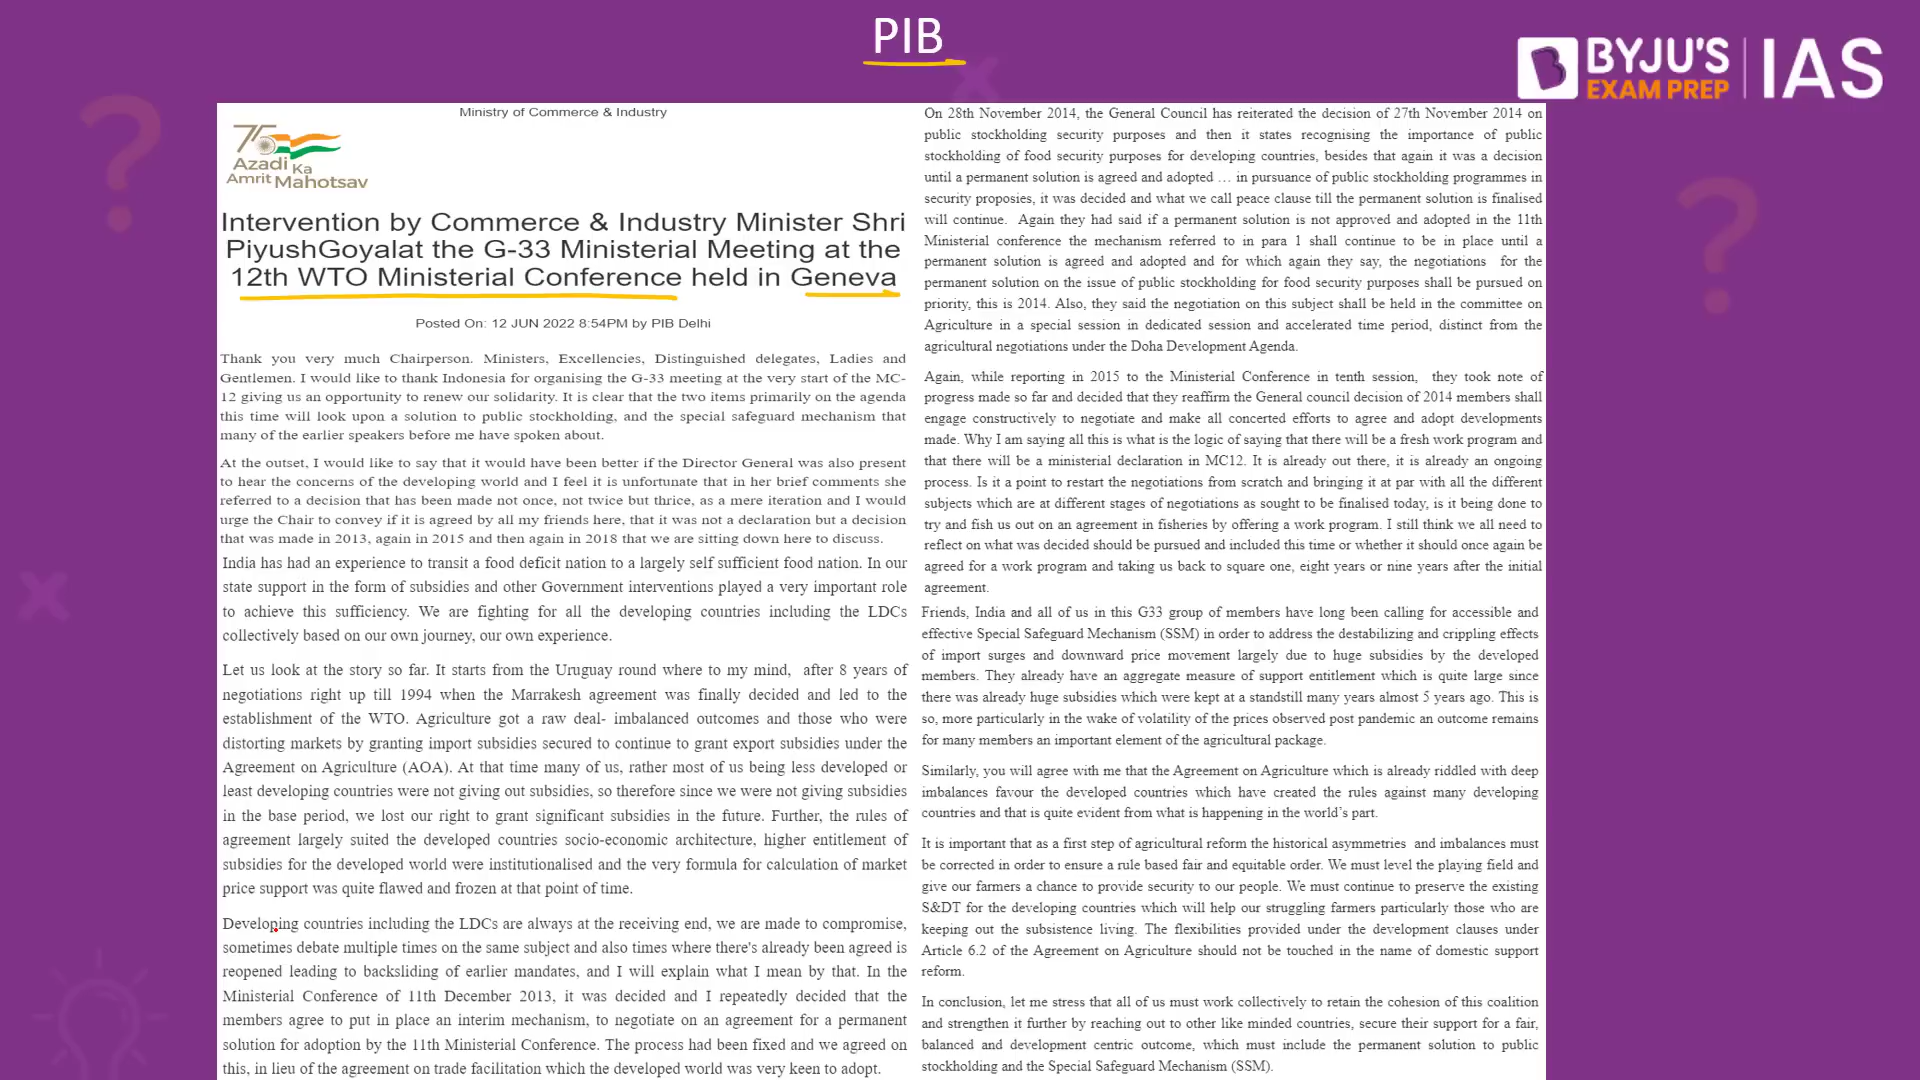 PIB
BYJU'S
EXAM PREP
IAS
Ministry of Commerce & Industry
75
Azadi Ka
Amrit Mahotsav
Intervention by Commerce & Industry Minister Shri
PiyushGoyalat the G-33 Ministerial Meeting at the
12th WTO Ministerial Conference held in Geneva
Posted On: 12 JUN 2022 8:54PM by PIB Delhi
Thank you very much Chairperson. Ministers, Excellencies, Distinguished delegates, Ladies and
Gentlemen. I would like to thank Indonesia for organising the G-33 meeting at the very start of the MC-
12 giving us an opportunity to renew our solidarity. It is clear that the two items primarily on the agenda
this time will look upon a solution to public stockholding, and the special safeguard mechanism that
many of the earlier speakers before me have spoken about.
At the outset, I would like to say that it would have been better if the Director General was also present
to hear the concerns of the developing world and I feel it is unfortunate that in her brief comments she
referred to a decision that has been made not once, not twice but thrice, as a mere iteration and I would
urge the Chair to convey if it is agreed by all my friends here, that it was not a declaration but a decision
that was made in 2013, again in 2015 and then again in 2018 that we are sitting down here to discuss.
India has had an experience to transit a food deficit nation to a largely self sufficient food nation. In our
state support in the form of subsidies and other Government interventions played a very important role
to achieve this sufficiency. We are fighting for all the developing countries including the LDCs
collectively based on our own journey, our own experience.
Let us look at the story so far. It starts from the Uruguay round where to my mind, after 8 years of
negotiations right up till 1994 when the Marrakesh agreement was finally decided and led to the
establishment of the WTO. Agriculture got a raw deal- imbalanced outcomes and those who were
distorting markets by granting import subsidies secured to continue to grant export subsidies under the
Agreement on Agriculture (AOA). At that time many of us, rather most of us being less developed or
least developing countries were not giving out subsidies, so therefore since we were not giving subsidies
in the base period, we lost our right to grant significant subsidies in the future. Further, the rules of
agreement largely suited the developed countries socio-economic architecture, higher entitlement of
subsidies for the developed world were institutionalised and the very formula for calculation of market
price support was quite flawed and frozen at that point of time.
Developing countries including the LDCs are always at the receiving end, we are made to compromise,
sometimes debate multiple times on the same subject and also times where there's already been agreed is
reopened leading to backsliding of earlier mandates, and I will explain what I mean by that. In the
Ministerial Conference of 11th December 2013, it was decided and I repeatedly decided that the
members agree to put in place an interim mechanism, to negotiate on an agreement for a permanent
solution for adoption by the 11th Ministerial Conference. The process had been fixed and we agreed on
this, in lieu of the agreement on trade facilitation which the developed world was very keen to adopt.
On 28th November 2014, the General Council has reiterated the decision of 27th November 2014 on
public stockholding security purposes and then it states recognising the importance of public
stockholding of food security purposes for developing countries, besides that again it was a decision
until a permanent solution is agreed and adopted … in pursuance of public stockholding programmes in
security proposies, it was decided and what we call peace clause till the permanent solution is finalised
will continue. Again they had said if a permanent solution is not approved and adopted in the 11th
Ministerial conference the mechanism referred to in para 1 shall continue to be in place until a
permanent solution is agreed and adopted and for which again they say, the negotiations for the
permanent solution on the issue of public stockholding for food security purposes shall be pursued on
priority, this is 2014. Also, they said the negotiation on this subject shall be held in the committee on
Agriculture in a special session in dedicated session and accelerated time period, distinct from the
agricultural negotiations under the Doha Development Agenda.
Again, while reporting in 2015 to the Ministerial Conference in tenth session, they took note of
progress made so far and decided that they reaffirm the General council decision of 2014 members shall
engage constructively to negotiate and make all concerted efforts to agree and adopt developments
made. Why I am saying all this is what is the logic of saying that there will be a fresh work program and
that there will be a ministerial declaration in MC12. It is already out there, it is already an ongoing
process. Is it a point to restart the negotiations from scratch and bringing it at par with all the different
subjects which are at different stages of negotiations as sought to be finalised today, is it being done to
try and fish us out on an agreement in fisheries by offering a work program. I still think we all need to
reflect on what was decided should be pursued and included this time or whether it should once again be
agreed for a work program and taking us back to square one, eight years or nine years after the initial
agreement.
Friends, India and all of us in this G33 group of members have long been calling for accessible and
effective Special Safeguard Mechanism (SSM) in order to address the destabilizing and crippling effects
of import surges and downward price movement largely due to huge subsidies by the developed
members. They already have an aggregate measure of support entitlement which is quite large since
there was already huge subsidies which were kept at a standstill many years almost 5 years ago. This is
so, more particularly in the wake of volatility of the prices observed post pandemic an outcome remains
for many members an important element of the agricultural package.
Similarly, you will agree with me that the Agreement on Agriculture which is already riddled with deep
imbalances favour the developed countries which have created the rules against many developing
countries and that is quite evident from what is happening in the world's part.
It is important that as a first step of agricultural reform the historical asymmetries and imbalances must
be corrected in order to ensure a rule based fair and equitable order. We must level the playing field and
give our farmers a chance to provide security to our people. We must continue to preserve the existing
S&DT for the developing countries which will help our struggling farmers particularly those who are
keeping out the subsistence living. The flexibilities provided under the development clauses under
Article 6.2 of the Agreement on Agriculture should not be touched in the name of domestic support
reform.
In conclusion, let me stress that all of us must work collectively to retain the cohesion of this coalition
and strengthen it further by reaching out to other like minded countries, secure their support for a fair,
balanced and development centric outcome, which must include the permanent solution to public
stockholding and the Special Safeguard Mechanism (SSM).